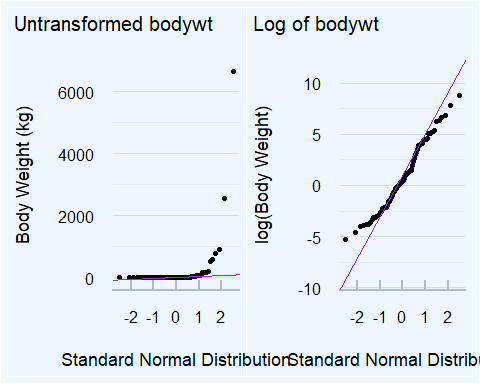 Untransformed bodywt
Body Weight (kg)
6000
4000
2000
0
-2 -1 0 1 2
Standard Normal Distribution
Log of bodywt
log(Body Weight)
10
5
0
-5
-10
-2 -1 0 1 2
Standard Normal Distribu